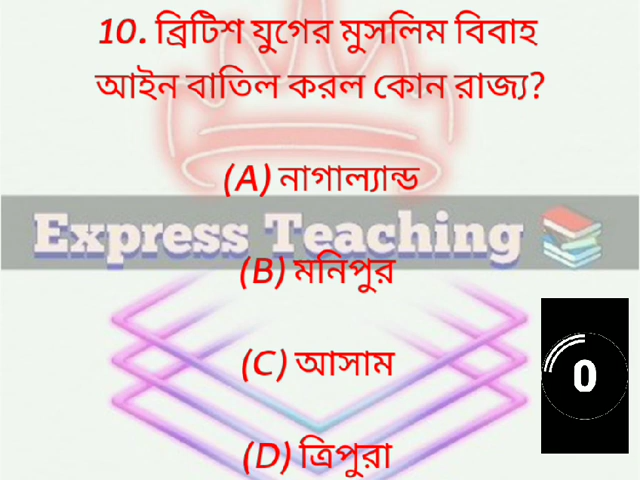 10. ব্রিটিশ যুগের মুসলিম বিবাহ
আইন বাতিল করল কোন রাজ্য?
(A) নাগাল্যান্ড
Express Teaching
(B) মনিপুর
(C) আসাম
0
(D) ত্রিপুরা